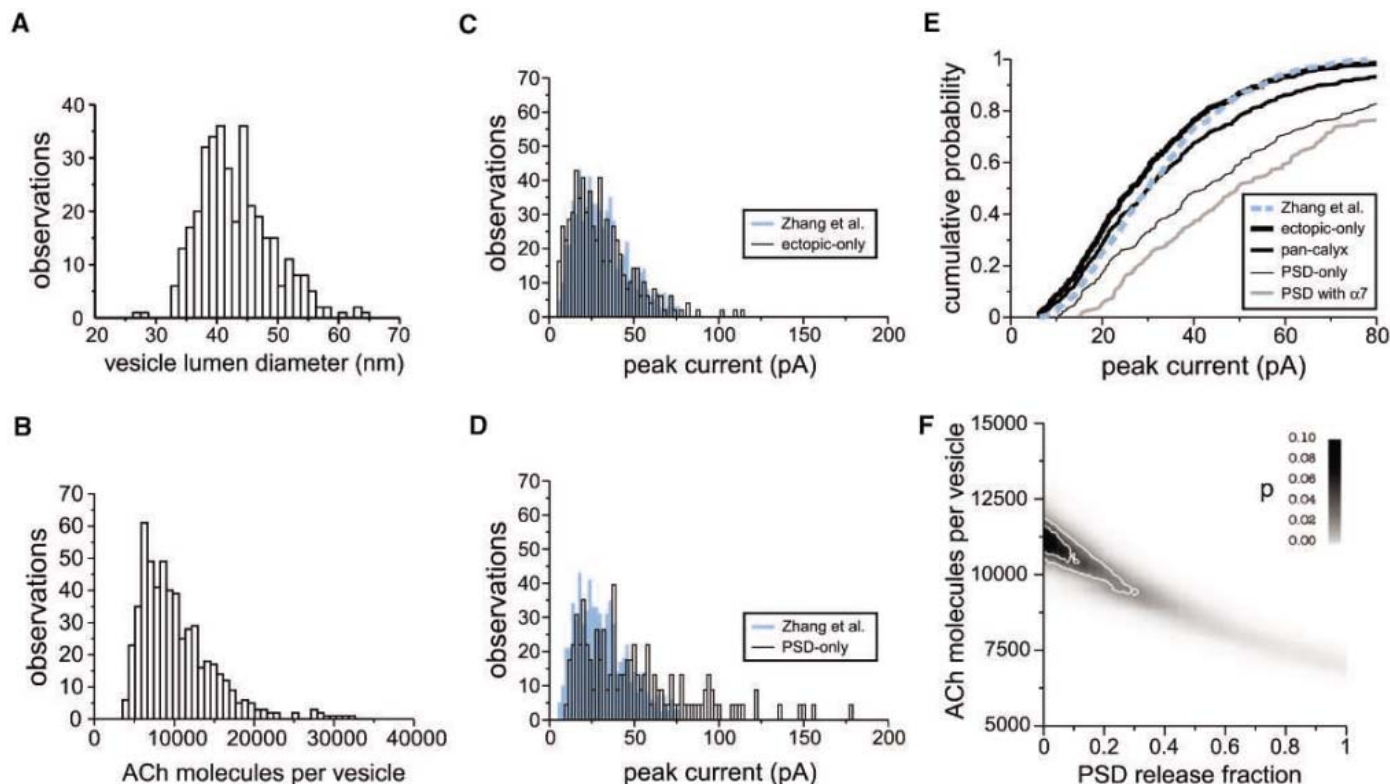 A
observations
40
30
20
10
0
20 30 40 50 60 70
vesicle lumen diameter (nm)
B
observations
70
60
50
40
30
20
10
0
0 10000 20000 30000 40000
ACh molecules per vesicle
C
observations
70
60
50
40
30
20
10
0
Zhang et al.
ectopic-only
0 50 100 150 200
peak current (pA)
D
observations
70
60
50
40
30
20
10
0
Zhang et al.
PSD-only
0 50 100 150 200
peak current (pA)
E
cumulative probability
1
0.8
0.6
0.4
0.2
0
Zhang et al.
ectopic-only
pan-calyx
PSD-only
PSD with α7
0 20 40 60 80
peak current (pA)
F
ACh molecules per vesicle
15000
12500
10000
7500
5000
p
0.10
0.08
0.06
0.04
0.02
0.00
0 0.2 0.4 0.6 0.8 1
PSD release fraction